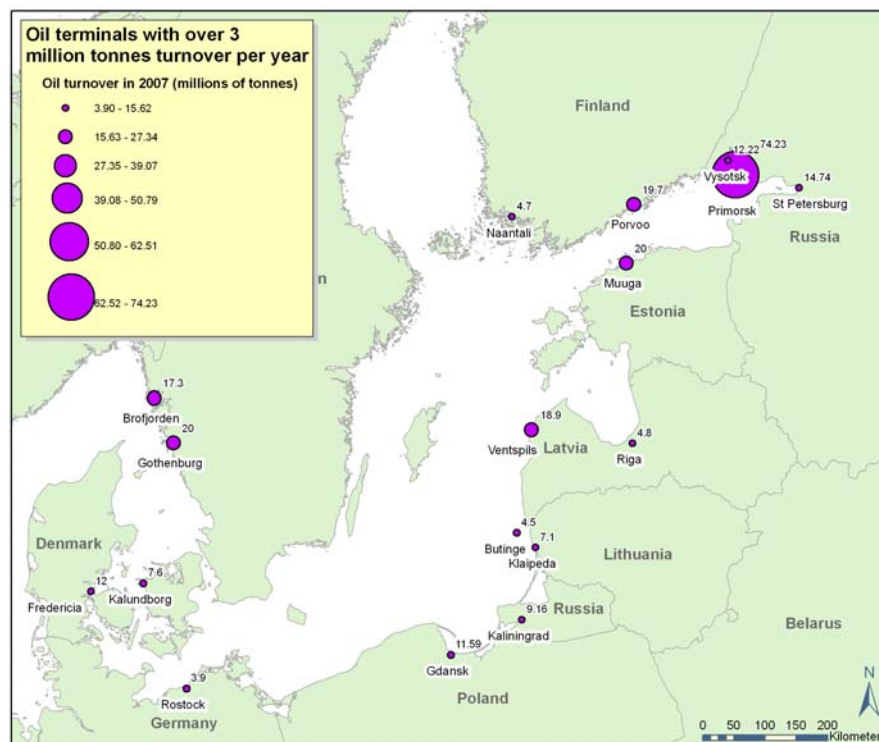 Oil terminals with over 3
million tonnes turnover per year
Oil turnover in 2007 (millions of tonnes)
3.90 - 15.62
15.63 - 27.34
27.35 - 39.07
39.08 - 50.79
50.80 - 62.51
62.52 - 74.23
n
Finland
12.22
74.23
Vysotsk
14.74
St Petersburg
Primorsk
Russia
4.7
Naantali
19.7
Porvoo
20
Muuga
Estonia
17.3
Brofjorden
20
Gothenburg
18.9
Ventspils
Latvia
4.8
Riga
4.5
Butinge
7.1
Klaipeda
Lithuania
Denmark
7.6
Kalundborg
12
Fredericia
Russia
9.16
Kaliningrad
Belarus
11.59
Gdansk
3.9
Rostock
Germany
Poland
N
0 50 100 150 200
Kilometer